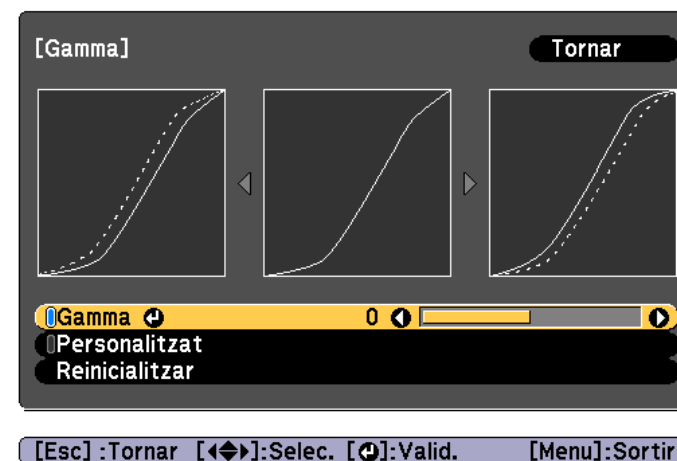 [Gamma] Tornar
Gamma 0
Personalitzat
Reinicialitzar
[Esc] :Tornar [ ]:Selec. [ ]:Valid. [Menu]:Sortir